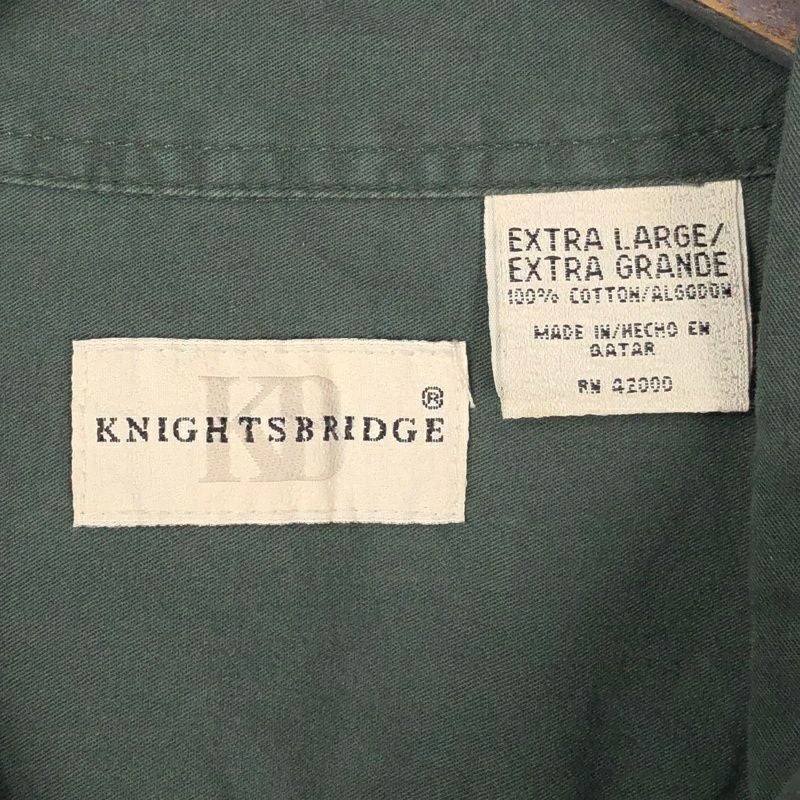 EXTRA LARGE/
EXTRA GRANDE
100% COTTON/ALGODON
MADE IN/HECHO EN
QATAR
RN 42000
KD
KNIGHTSBRIDGE®